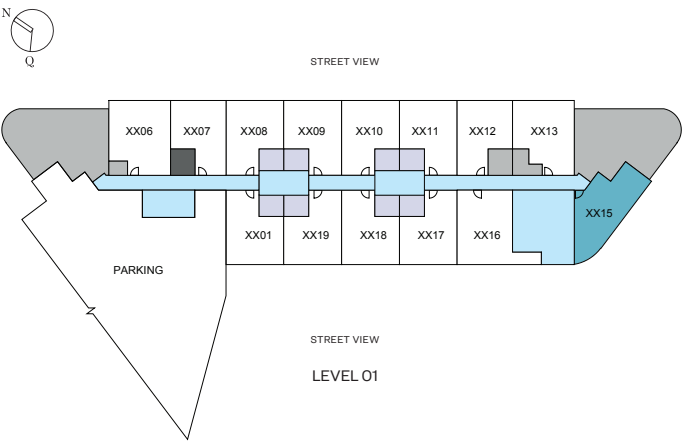 N
Q
STREET VIEW
XX06 XX07 XX08 XX09 XX10 XX11 XX12 XX13
XX15
XX01 XX19 XX18 XX17 XX16
PARKING
STREET VIEW
LEVEL 01